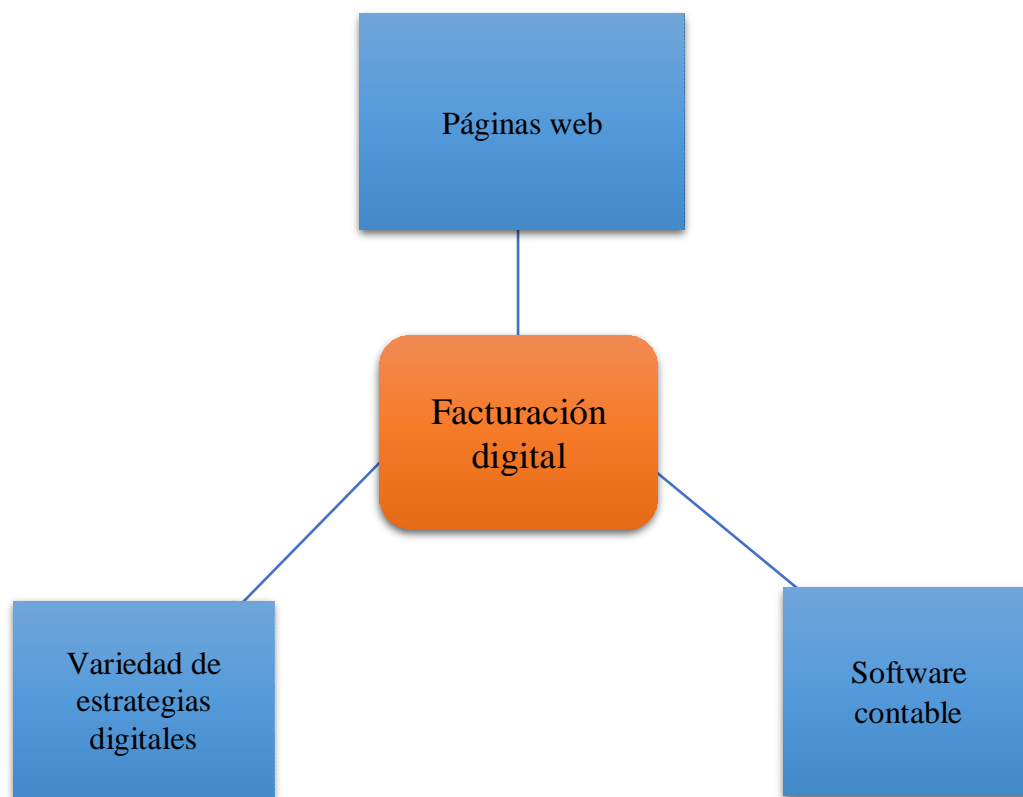 Páginas web
Facturación
digital
Variedad de
estrategias
digitales
Software
contable